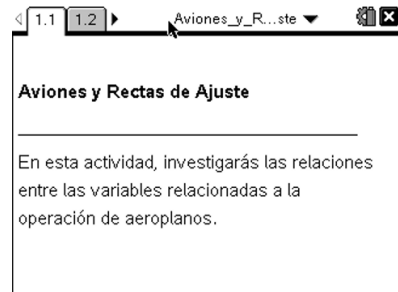 1.1 1.2 Aviones_y_R...ste
Aviones y Rectas de Ajuste
En esta actividad, investigarás las relaciones
entre las variables relacionadas a la
operación de aeroplanos.